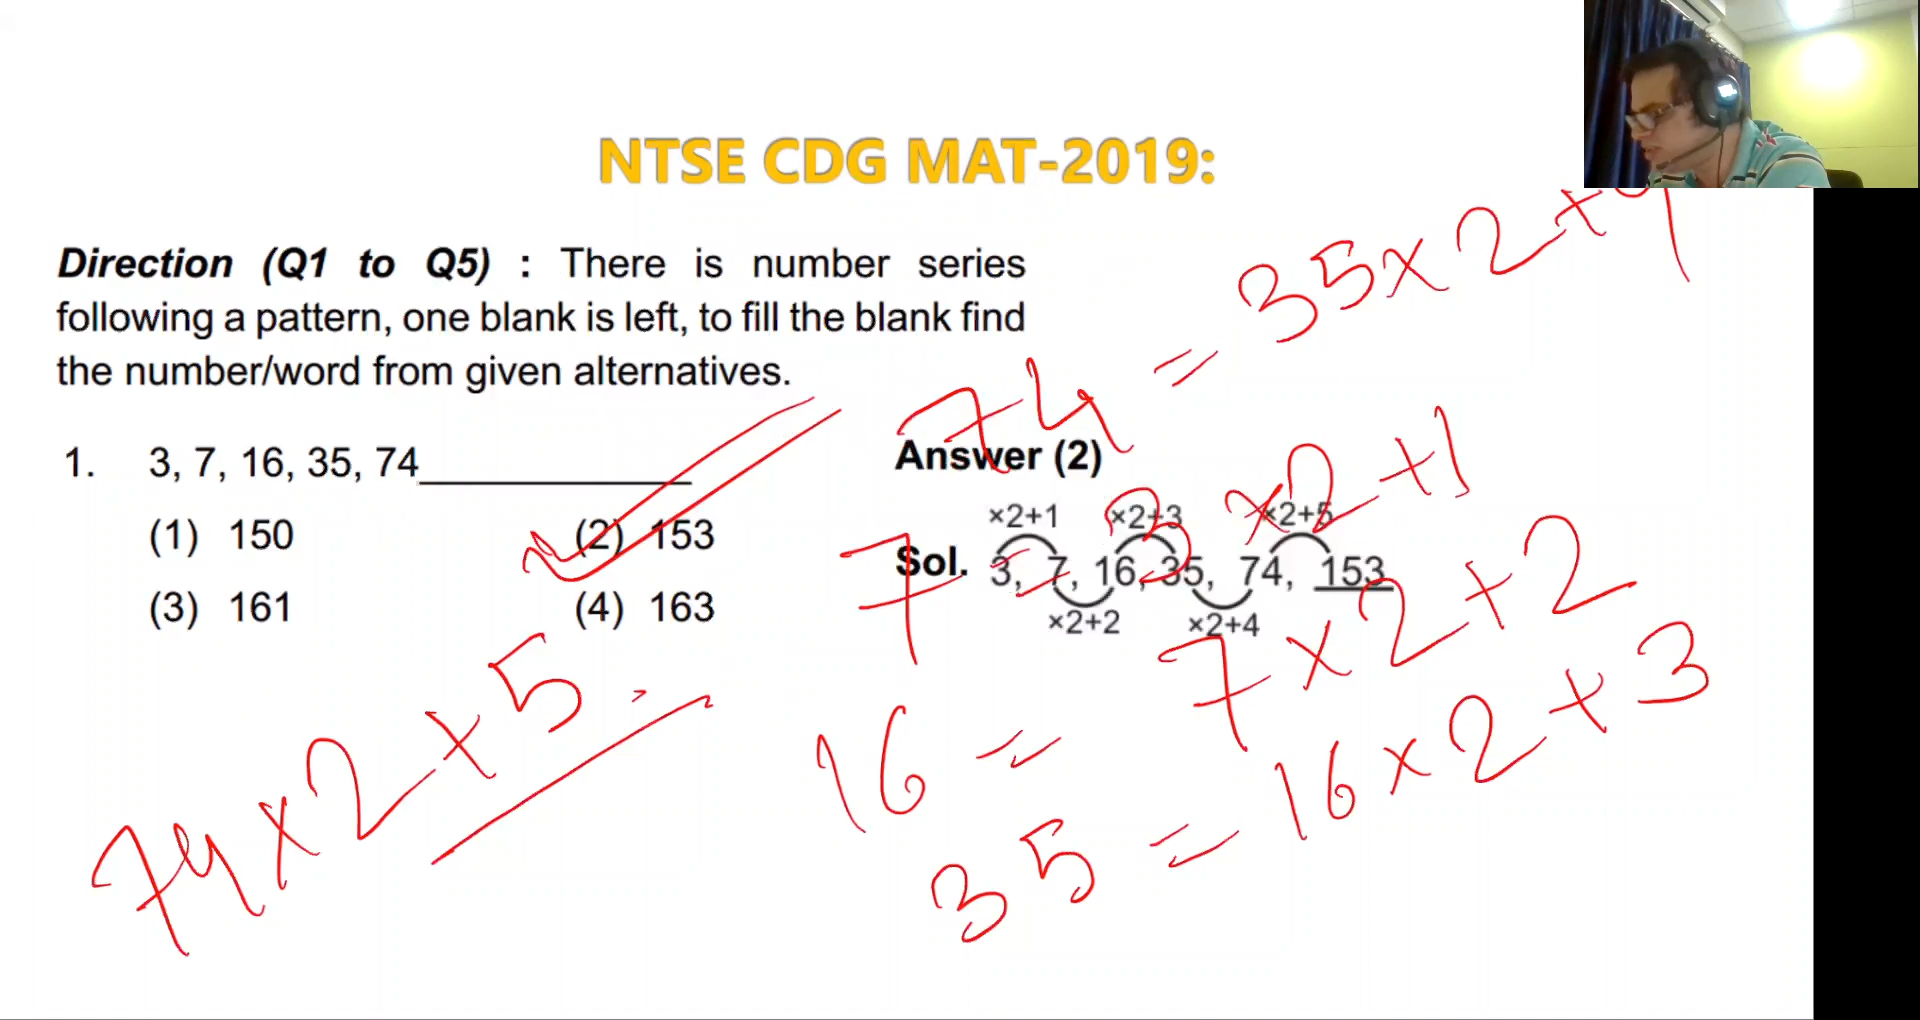 NTSE CDG MAT-2019:
Direction (Q1 to Q5) : There is number series
following a pattern, one blank is left, to fill the blank find
the number/word from given alternatives.
1. 3, 7, 16, 35, 74____________
(1) 150 (2) 153
(3) 161 (4) 163
Answer (2)
×2+1 ×2+3 ×2+5
Sol. 3, 7, 16, 35, 74, 153
×2+2 ×2+4
74 = 35×2+4
7 = 3×2+1
16 = 7×2+2
35 = 16×2+3
74×2+5